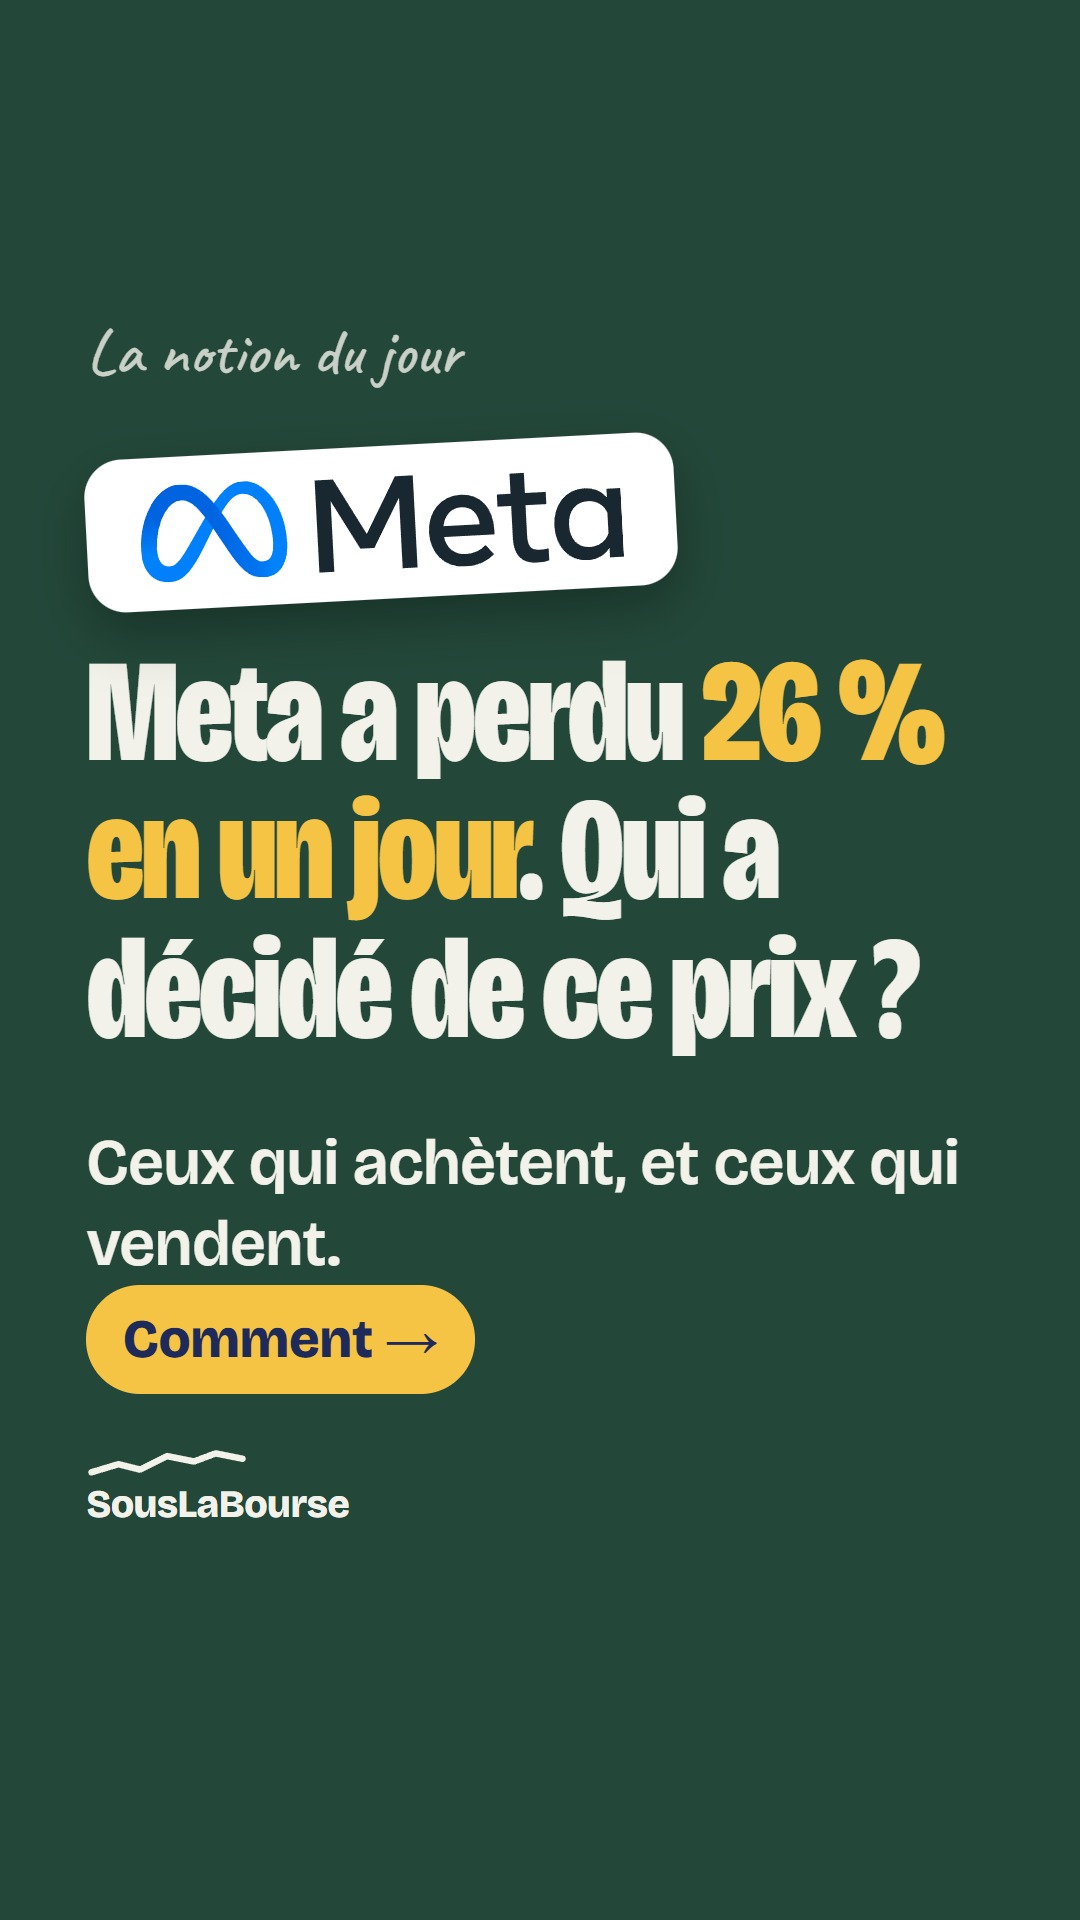 La notion du jour
Meta
Meta a perdu 26 %
en un jour. Qui a
décidé de ce prix ?
Ceux qui achètent, et ceux qui
vendent.
Comment →
SousLaBourse